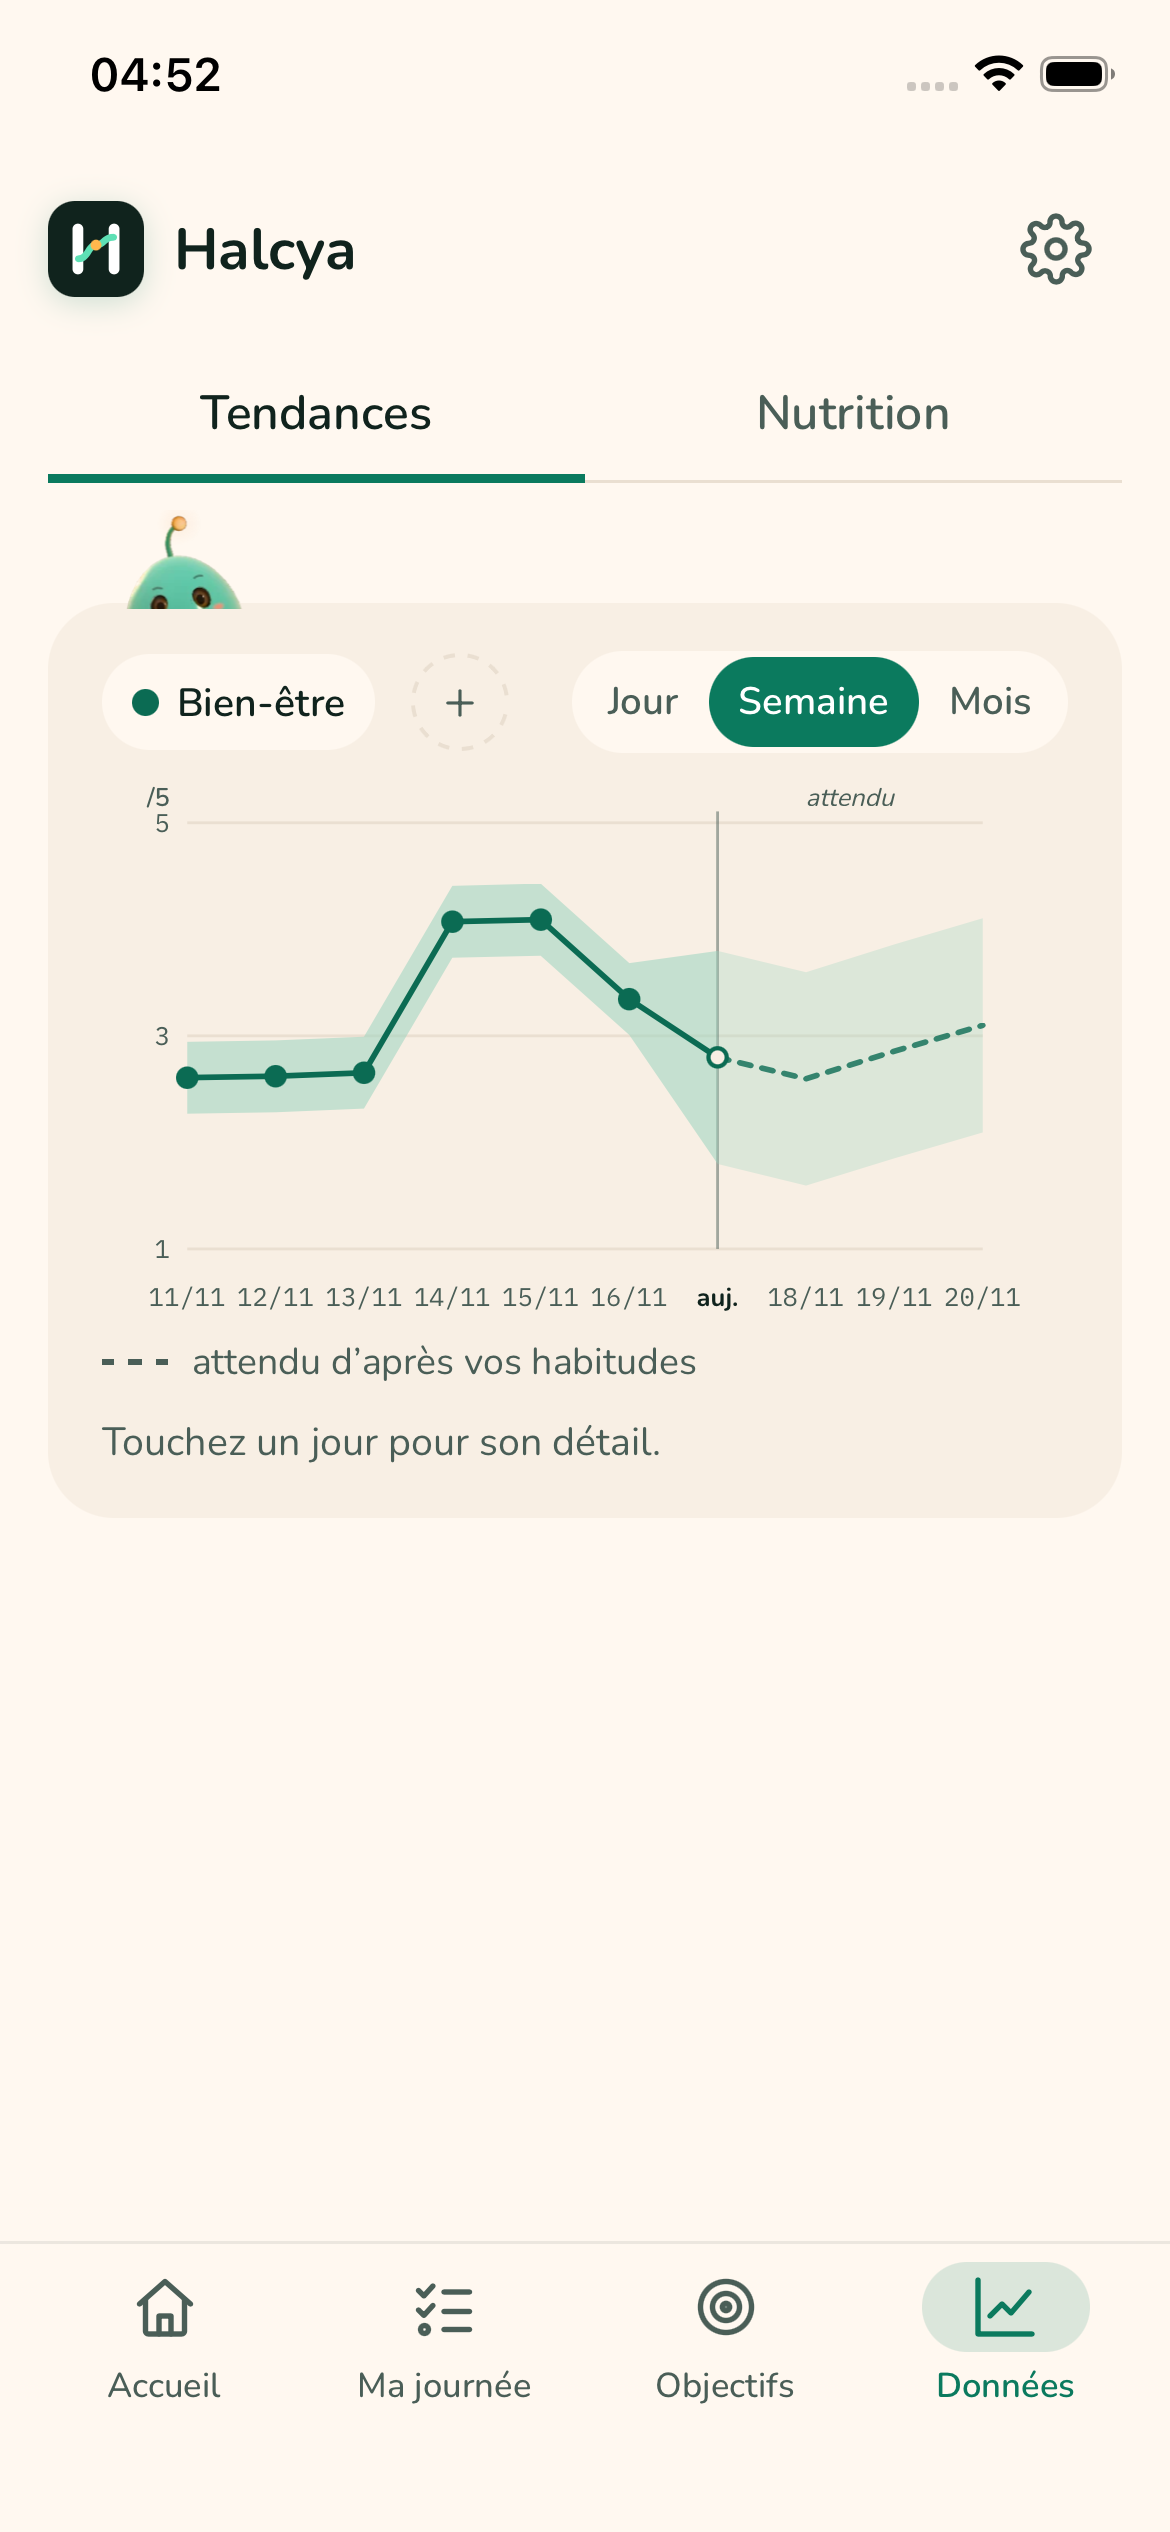 04:52
Halcya
Tendances
Nutrition
Bien-être
+
Jour
Semaine
Mois
/5
attendu
5
3
1
11/11 12/11 13/11 14/11 15/11 16/11 auj. 18/11 19/11 20/11
attendu d’après vos habitudes
Touchez un jour pour son détail.
Accueil
Ma journée
Objectifs
Données